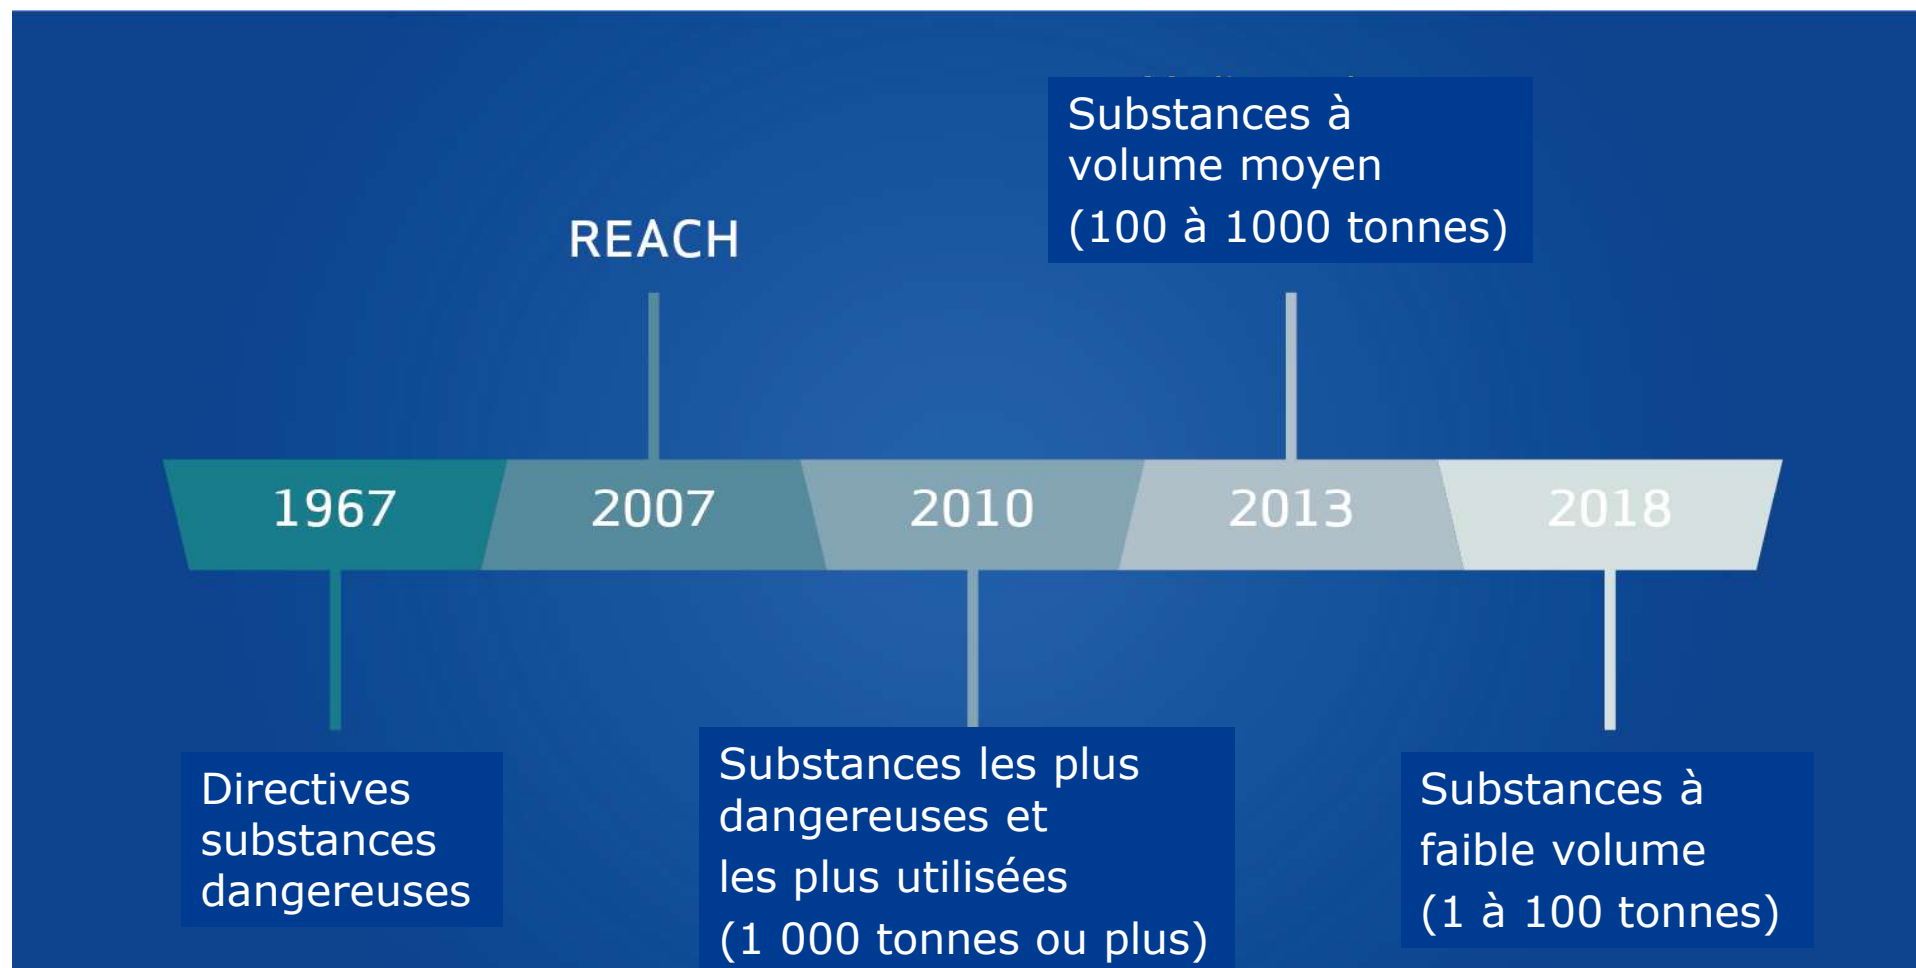 Substances à
volume moyen
(100 à 1000 tonnes)
REACH
1967
2007
2010
2013
2018
Directives
substances
dangereuses
Substances les plus
dangereuses et
les plus utilisées
(1 000 tonnes ou plus)
Substances à
faible volume
(1 à 100 tonnes)